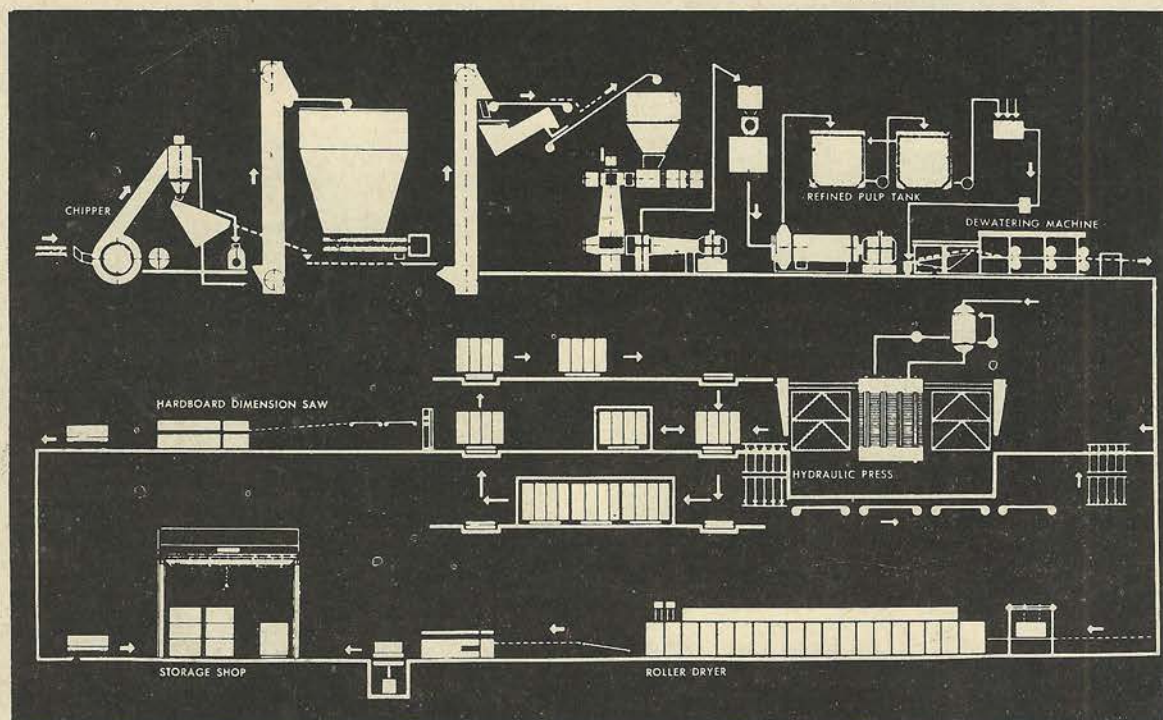 CHIPPER
REFINED PULP TANK
DEWATERING MACHINE
HARDBOARD DIMENSION SAW
HYDRAULIC PRESS
STORAGE SHOP
ROLLER DRYER